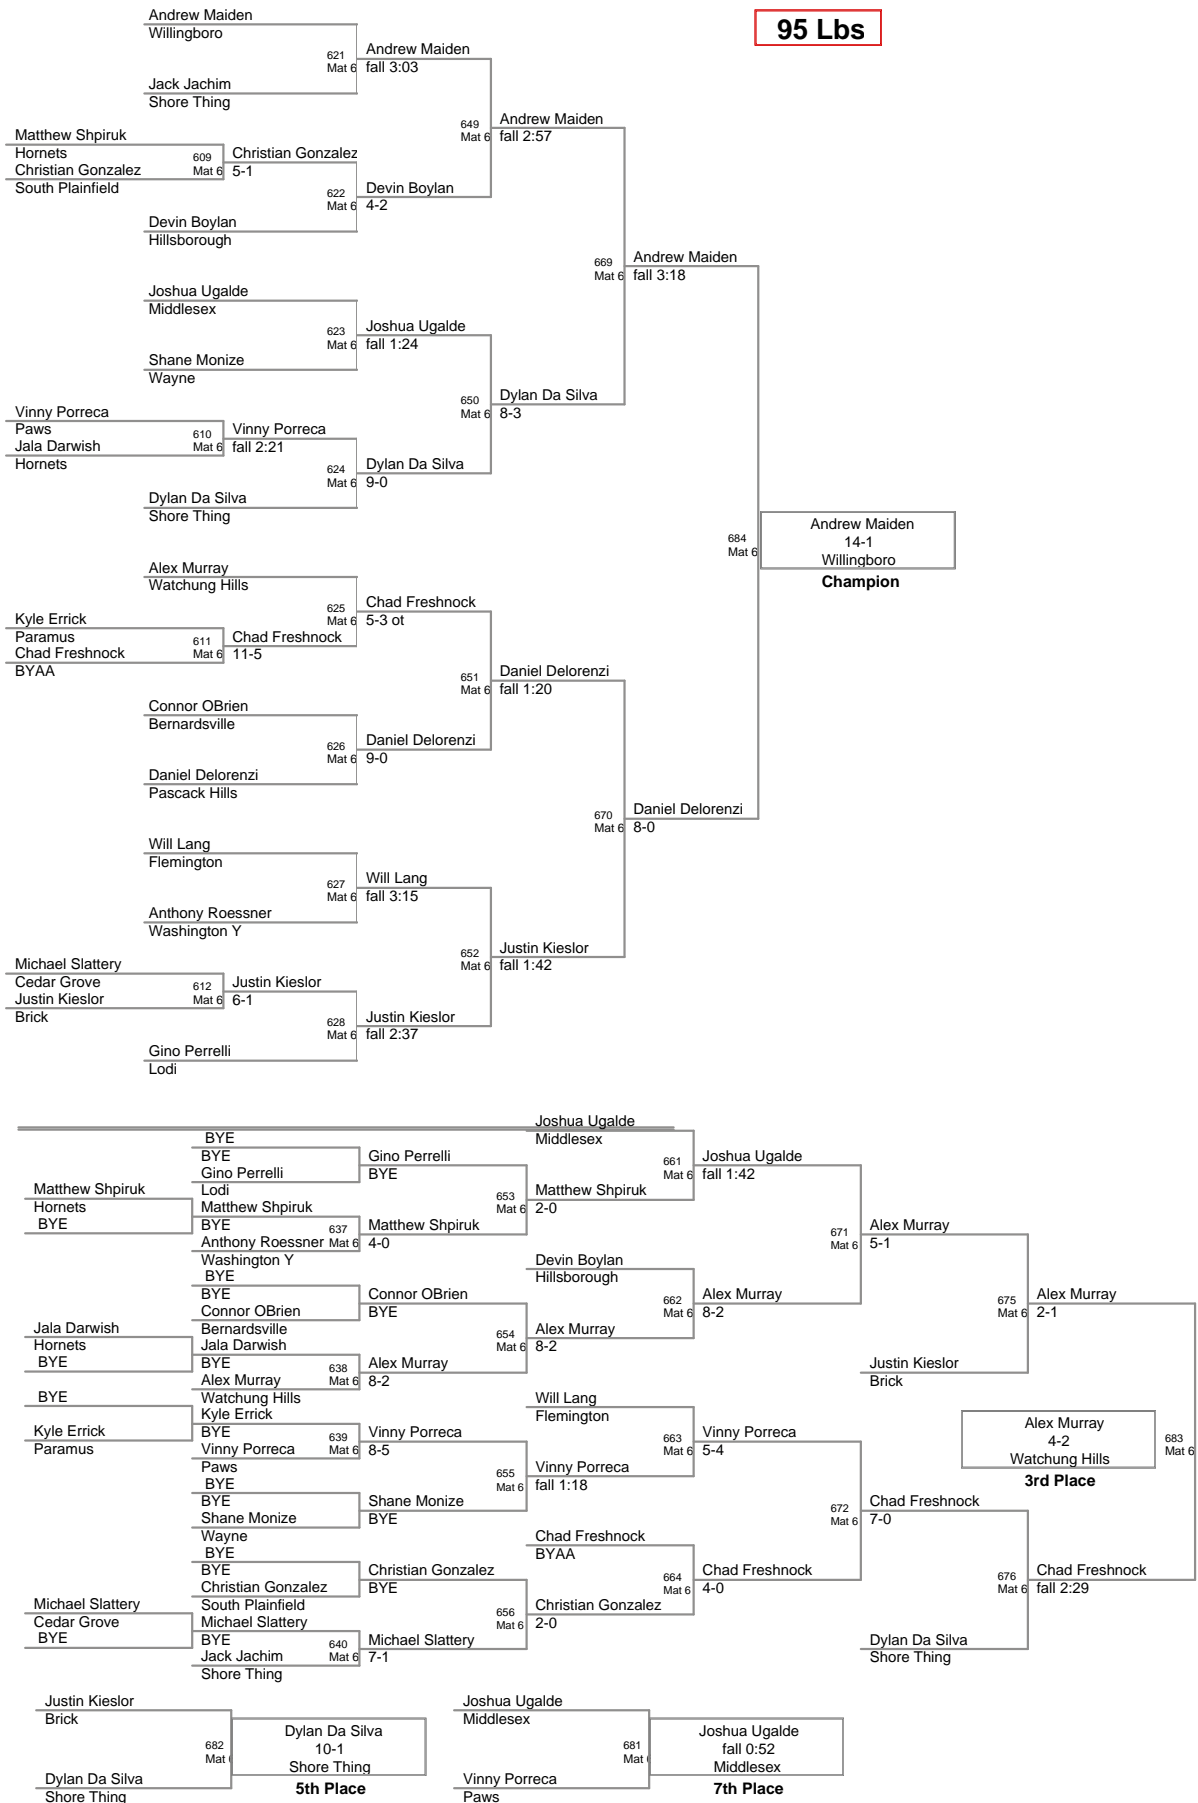 95 Lbs
Andrew Maiden
Willingboro
621
Mat 6
Andrew Maiden
fall 3:03
Jack Jachim
Shore Thing
649
Mat 6
Andrew Maiden
fall 2:57
Matthew Shpiruk
Hornets
609
Mat 6
Christian Gonzalez
5-1
Christian Gonzalez
South Plainfield
622
Mat 6
Devin Boylan
4-2
Devin Boylan
Hillsborough
669
Mat 6
Andrew Maiden
fall 3:18
Joshua Ugalde
Middlesex
623
Mat 6
Joshua Ugalde
fall 1:24
Shane Monize
Wayne
650
Mat 6
Dylan Da Silva
8-3
Vinny Porreca
Paws
610
Mat 6
Vinny Porreca
fall 2:21
Jala Darwish
Hornets
624
Mat 6
Dylan Da Silva
9-0
Dylan Da Silva
Shore Thing
684
Mat 6
Andrew Maiden
14-1
Willingboro
Champion
Alex Murray
Watchung Hills
625
Mat 6
Chad Freshnock
5-3 ot
Kyle Errick
Paramus
611
Mat 6
Chad Freshnock
11-5
Chad Freshnock
BYAA
651
Mat 6
Daniel Delorenzi
fall 1:20
Connor OBrien
Bernardsville
626
Mat 6
Daniel Delorenzi
9-0
Daniel Delorenzi
Pascack Hills
670
Mat 6
Daniel Delorenzi
8-0
Will Lang
Flemington
627
Mat 6
Will Lang
fall 3:15
Anthony Roessner
Washington Y
652
Mat 6
Justin Kieslor
fall 1:42
Michael Slattery
Cedar Grove
612
Mat 6
Justin Kieslor
6-1
Justin Kieslor
Brick
628
Mat 6
Justin Kieslor
fall 2:37
Gino Perrelli
Lodi
Joshua Ugalde
Middlesex
BYE
BYE
Gino Perrelli
BYE
Gino Perrelli
Lodi
661
Mat 6
Joshua Ugalde
fall 1:42
Matthew Shpiruk
Hornets
BYE
653
Mat 6
Matthew Shpiruk
2-0
Matthew Shpiruk
BYE
637
Mat 6
Matthew Shpiruk
4-0
Anthony Roessner
Washington Y
671
Mat 6
Alex Murray
5-1
BYE
BYE
Connor OBrien
BYE
Connor OBrien
Bernardsville
Devin Boylan
Hillsborough
662
Mat 6
Alex Murray
8-2
Jala Darwish
Hornets
BYE
654
Mat 6
Alex Murray
8-2
Jala Darwish
BYE
638
Mat 6
Alex Murray
8-2
Alex Murray
Watchung Hills
675
Mat 6
Alex Murray
2-1
Justin Kieslor
Brick
BYE
Kyle Errick
Paramus
Kyle Errick
BYE
639
Mat 6
Vinny Porreca
8-5
Vinny Porreca
Paws
Will Lang
Flemington
663
Mat 6
Vinny Porreca
5-4
655
Mat 6
Vinny Porreca
fall 1:18
BYE
BYE
Shane Monize
BYE
Shane Monize
Wayne
Alex Murray
4-2
Watchung Hills
3rd Place
683
Mat 6
672
Mat 6
Chad Freshnock
7-0
Chad Freshnock
BYAA
BYE
BYE
Christian Gonzalez
BYE
Christian Gonzalez
South Plainfield
664
Mat 6
Chad Freshnock
4-0
676
Mat 6
Chad Freshnock
fall 2:29
Michael Slattery
Cedar Grove
BYE
656
Mat 6
Christian Gonzalez
2-0
Michael Slattery
BYE
640
Mat 6
Michael Slattery
7-1
Jack Jachim
Shore Thing
Dylan Da Silva
Shore Thing
Justin Kieslor
Brick
682
Mat
Dylan Da Silva
10-1
Shore Thing
5th Place
Dylan Da Silva
Shore Thing
Joshua Ugalde
Middlesex
681
Mat
Joshua Ugalde
fall 0:52
Middlesex
7th Place
Vinny Porreca
Paws